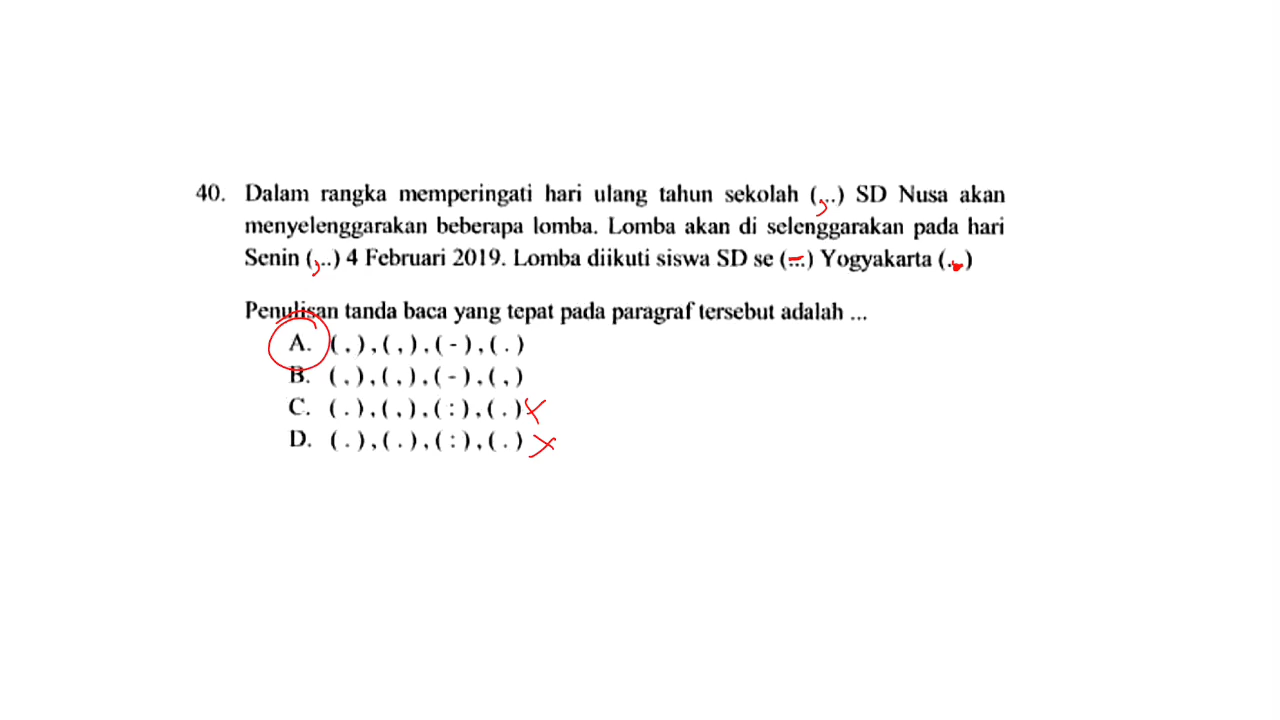 40. Dalam rangka memperingati hari ulang tahun sekolah (,..) SD Nusa akan
menyelenggarakan beberapa lomba. Lomba akan di selenggarakan pada hari
Senin (,..) 4 Februari 2019. Lomba diikuti siswa SD se (...) Yogyakarta (..)
Penulisan tanda baca yang tepat pada paragraf tersebut adalah ...
A. ( . ) , ( , ) , ( - ) , ( . )
B. ( , ) , ( , ) , ( - ) , ( , )
C. ( . ) , ( , ) , ( : ) , ( . )
D. ( . ) , ( . ) , ( : ) , ( . )